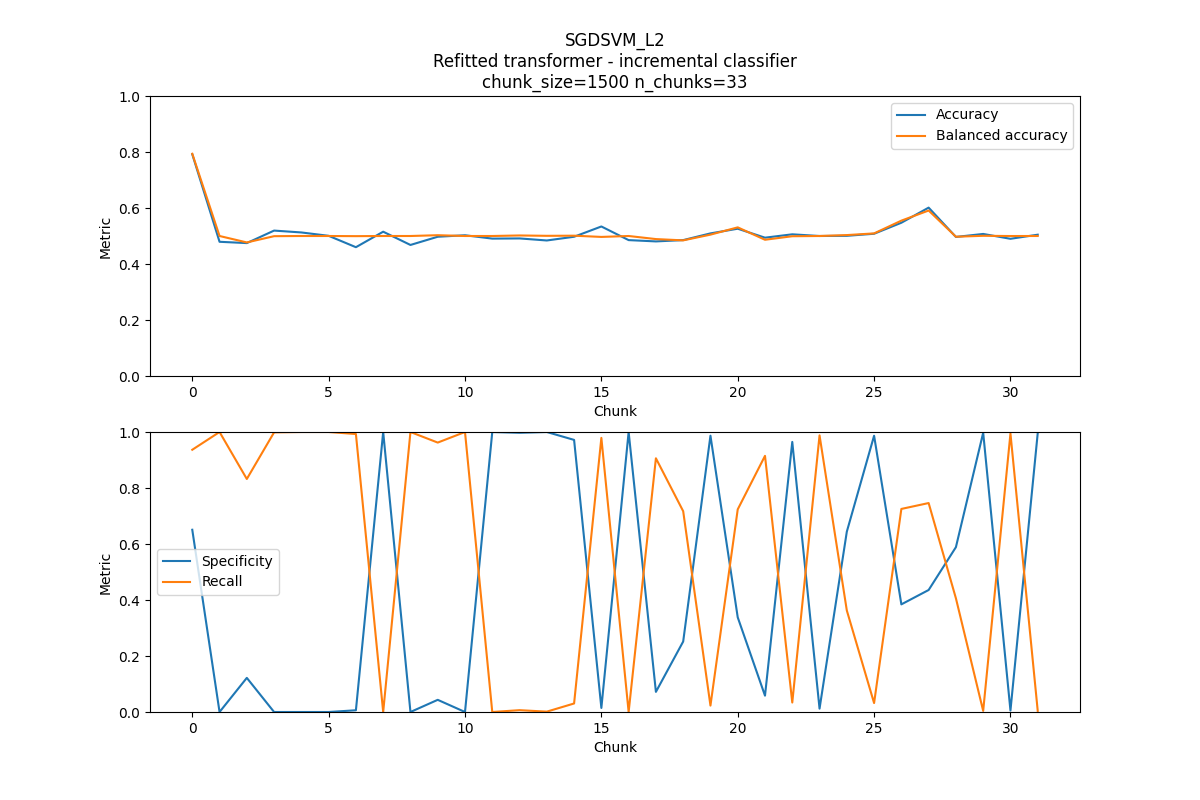 SGDSVM_L2
Refitted transformer - incremental classifier
chunk_size=1500 n_chunks=33
1.0
0.8
0.6
0.4
0.2
0.0
Metric
Accuracy
Balanced accuracy
0 5 10 15 20 25 30
Chunk
1.0
0.8
0.6
0.4
0.2
0.0
Metric
Specificity
Recall
0 5 10 15 20 25 30
Chunk